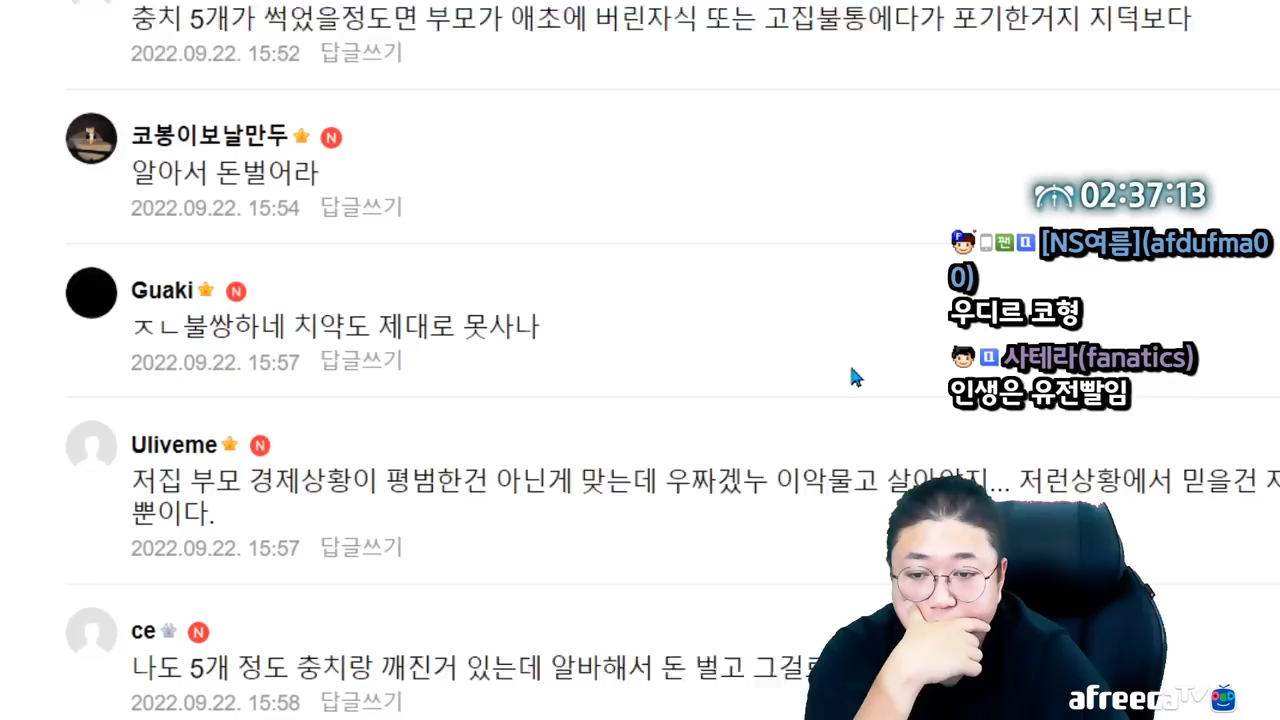 충치 5개가 썩었을정도면 부모가 애초에 버린자식 또는 고집불통에다가 포기한거지 지덕보다
2022.09.22. 15:52 답글쓰기
코봉이보날만두 N
알아서 돈벌어라
2022.09.22. 15:54 답글쓰기
Guaki N
ㅈㄴ불쌍하네 치약도 제대로 못사나
2022.09.22. 15:57 답글쓰기
Uliveme N
저집 부모 경제상황이 평범한건 아닌게 맞는데 우짜겠누 이악물고 ... 저런상황에서 믿을건
뿐이다.
2022.09.22. 15:57 답글쓰기
ce N
나도 5개 정도 충치랑 깨진거 있는데 알바해서 돈 벌고
2022.09.22. 15:58 답글쓰기
02:37:13
팬 [NS여름](afdufma0
0)
우디르 코형
샤테라(fanatics)
인생은 유전빨임
afreecaTV